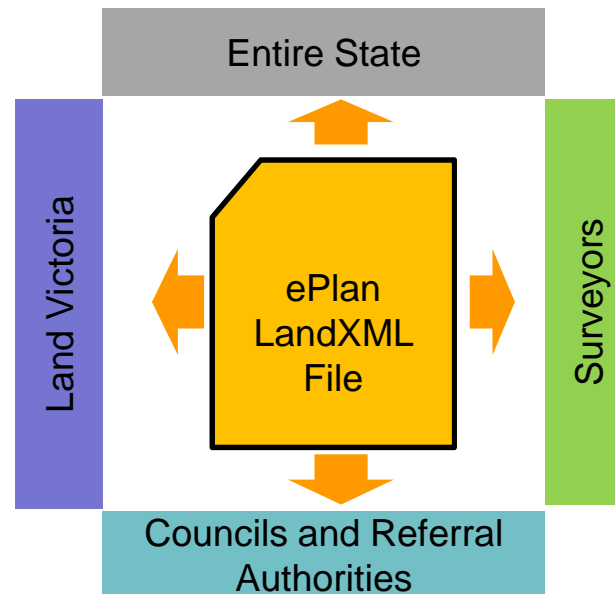 Entire State
Land Victoria
ePlan
LandXML
File
Surveyors
Councils and Referral
Authorities